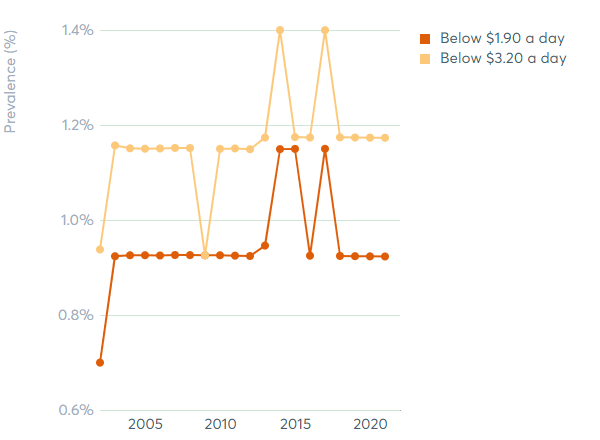 Prevalence (%)
1.4%
1.2%
1.0%
0.8%
0.6%
2005 2010 2015 2020
Below $1.90 a day
Below $3.20 a day